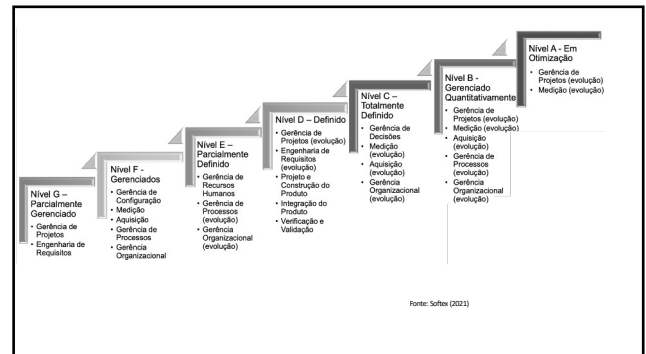 Nível G –
Parcialmente
Gerenciado
• Gerência de
Projetos
• Engenharia de
Requisitos
Nível F -
Gerenciados
• Gerência de
Configuração
• Medição
• Aquisição
• Gerência de
Processos
• Gerência
Organizacional
Nível E –
Parcialmente
Definido
• Gerência de
Recursos
Humanos
• Gerência de
Processos
(evolução)
• Gerência
Organizacional
(evolução)
Nível D – Definido
• Gerência de
Projetos (evolução)
• Engenharia de
Requisitos
(evolução)
• Projeto e
Construção do
Produto
• Integração do
Produto
• Verificação e
Validação
Nível C –
Totalmente
Definido
• Gerência de
Decisões
• Medição
(evolução)
• Aquisição
(evolução)
• Gerência
Organizacional
(evolução)
Nível B -
Gerenciado
Quantitativamente
• Gerência de
Projetos (evolução)
• Medição (evolução)
• Aquisição
(evolução)
• Gerência de
Processos
(evolução)
• Gerência
Organizacional
(evolução)
Nível A - Em
Otimização
• Gerência de
Projetos (evolução)
• Medição (evolução)
Fonte: Softex (2021)